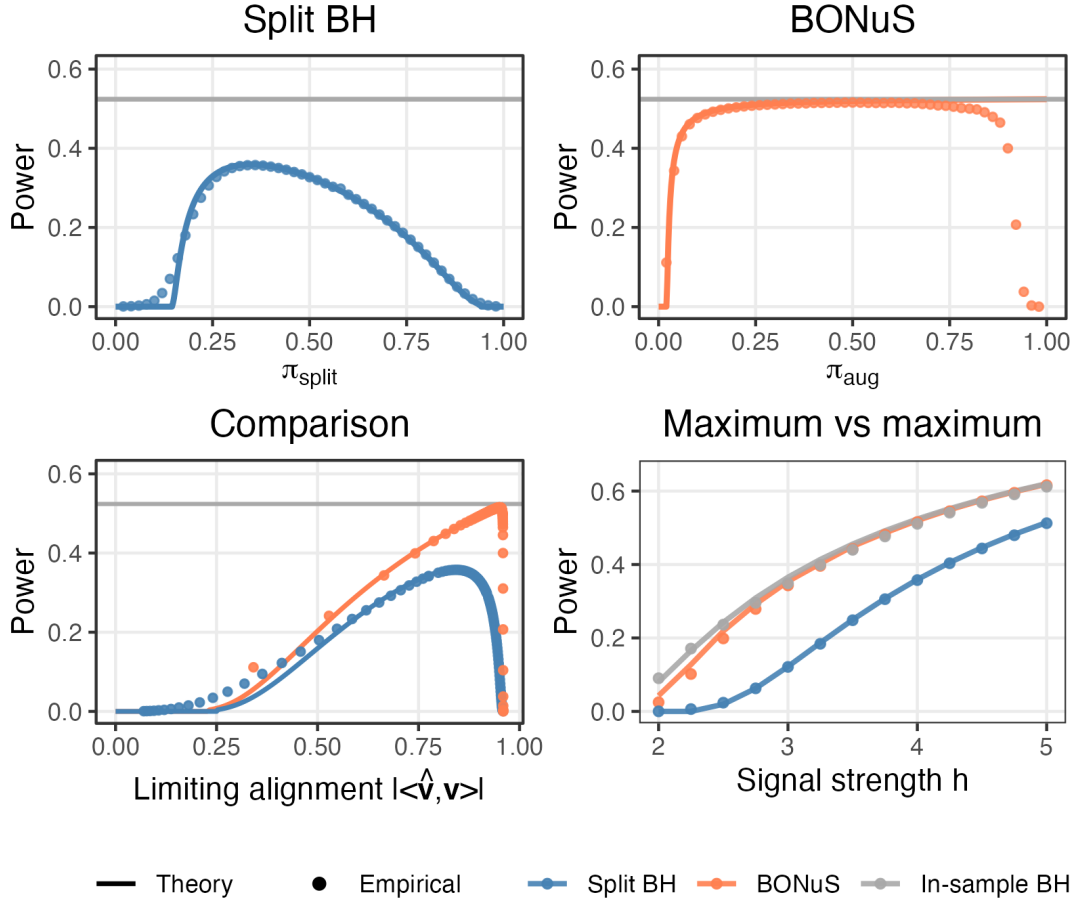 Split BH
BONuS
0.6
0.4
0.2
0.0
Power
0.00 0.25 0.50 0.75 1.00
π_split
0.6
0.4
0.2
0.0
Power
0.00 0.25 0.50 0.75 1.00
π_aug
Comparison
Maximum vs maximum
0.6
0.4
0.2
0.0
Power
0.00 0.25 0.50 0.75 1.00
Limiting alignment |<v̂,v>|
0.6
0.4
0.2
0.0
Power
2 3 4 5
Signal strength h
Theory Empirical Split BH BONuS In-sample BH